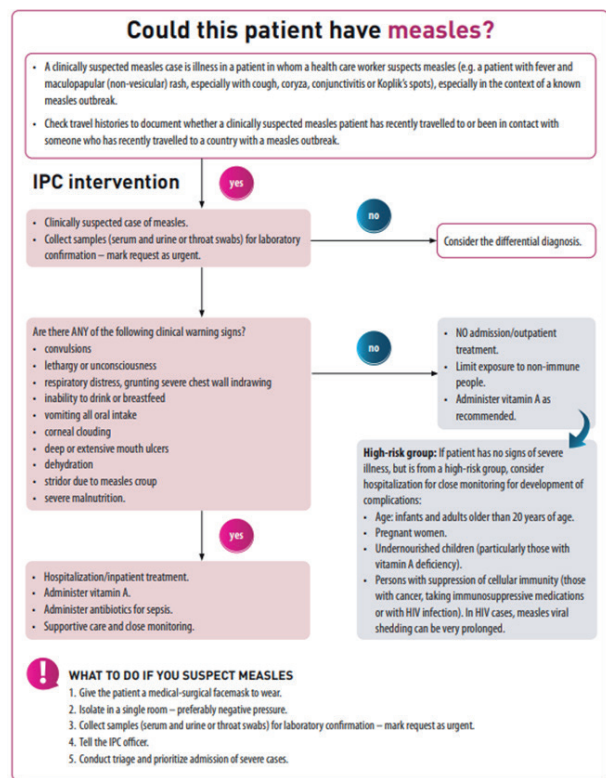 Could this patient have measles?
• A clinically suspected measles case is illness in a patient in whom a health care worker suspects measles (e.g. a patient with fever and
maculopapular (non-vesicular) rash, especially with cough, coryza, conjunctivitis or Koplik's spots), especially in the context of a known
measles outbreak.
• Check travel histories to document whether a clinically suspected measles patient has recently travelled to or been in contact with
someone who has recently travelled to a country with a measles outbreak.
IPC intervention
yes
• Clinically suspected case of measles.
• Collect samples (serum and urine or throat swabs) for laboratory
confirmation – mark request as urgent.
no
Consider the differential diagnosis.
Are there ANY of the following clinical warning signs?
• convulsions
• lethargy or unconsciousness
• respiratory distress, grunting severe chest wall indrawing
• inability to drink or breastfeed
• vomiting all oral intake
• corneal clouding
• deep or extensive mouth ulcers
• dehydration
• stridor due to measles croup
• severe malnutrition.
no
• NO admission/outpatient
treatment.
• Limit exposure to non-immune
people.
• Administer vitamin A as
recommended.
High-risk group: If patient has no signs of severe
illness, but is from a high-risk group, consider
hospitalization for close monitoring for development of
complications:
• Age: infants and adults older than 20 years of age.
• Pregnant women.
• Undernourished children (particularly those with
vitamin A deficiency).
• Persons with suppression of cellular immunity (those
with cancer, taking immunosuppressive medications
or with HIV infection). In HIV cases, measles viral
shedding can be very prolonged.
yes
• Hospitalization/inpatient treatment.
• Administer vitamin A.
• Administer antibiotics for sepsis.
• Supportive care and close monitoring.
!
WHAT TO DO IF YOU SUSPECT MEASLES
1. Give the patient a medical-surgical facemask to wear.
2. Isolate in a single room – preferably negative pressure.
3. Collect samples (serum and urine or throat swabs) for laboratory confirmation – mark request as urgent.
4. Tell the IPC officer.
5. Conduct triage and prioritize admission of severe cases.